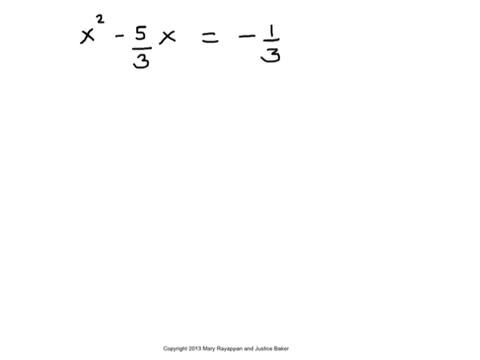 x² - 5/3 x = - 1/3
Copyright 2013 Mary Rayappan and Justice Baker